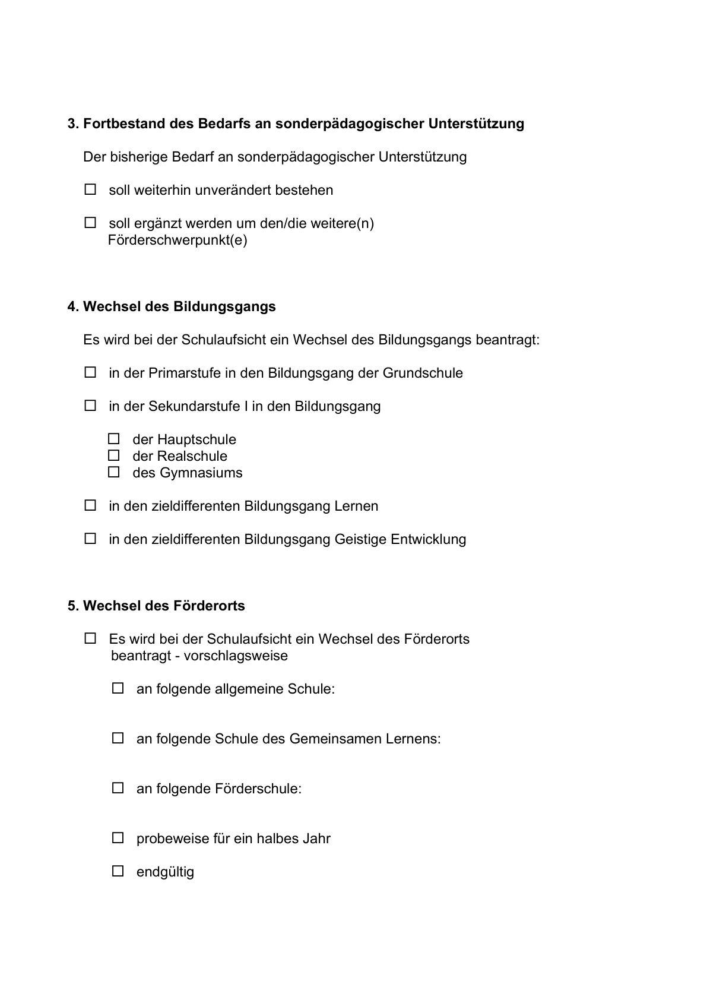 3. Fortbestand des Bedarfs an sonderpädagogischer Unterstützung
Der bisherige Bedarf an sonderpädagogischer Unterstützung
☐ soll weiterhin unverändert bestehen
☐ soll ergänzt werden um den/die weitere(n)
Förderschwerpunkt(e)
4. Wechsel des Bildungsgangs
Es wird bei der Schulaufsicht ein Wechsel des Bildungsgangs beantragt:
☐ in der Primarstufe in den Bildungsgang der Grundschule
☐ in der Sekundarstufe I in den Bildungsgang
☐ der Hauptschule
☐ der Realschule
☐ des Gymnasiums
☐ in den zieldifferenten Bildungsgang Lernen
☐ in den zieldifferenten Bildungsgang Geistige Entwicklung
5. Wechsel des Förderorts
☐ Es wird bei der Schulaufsicht ein Wechsel des Förderorts
beantragt - vorschlagsweise
☐ an folgende allgemeine Schule:
☐ an folgende Schule des Gemeinsamen Lernens:
☐ an folgende Förderschule:
☐ probeweise für ein halbes Jahr
☐ endgültig